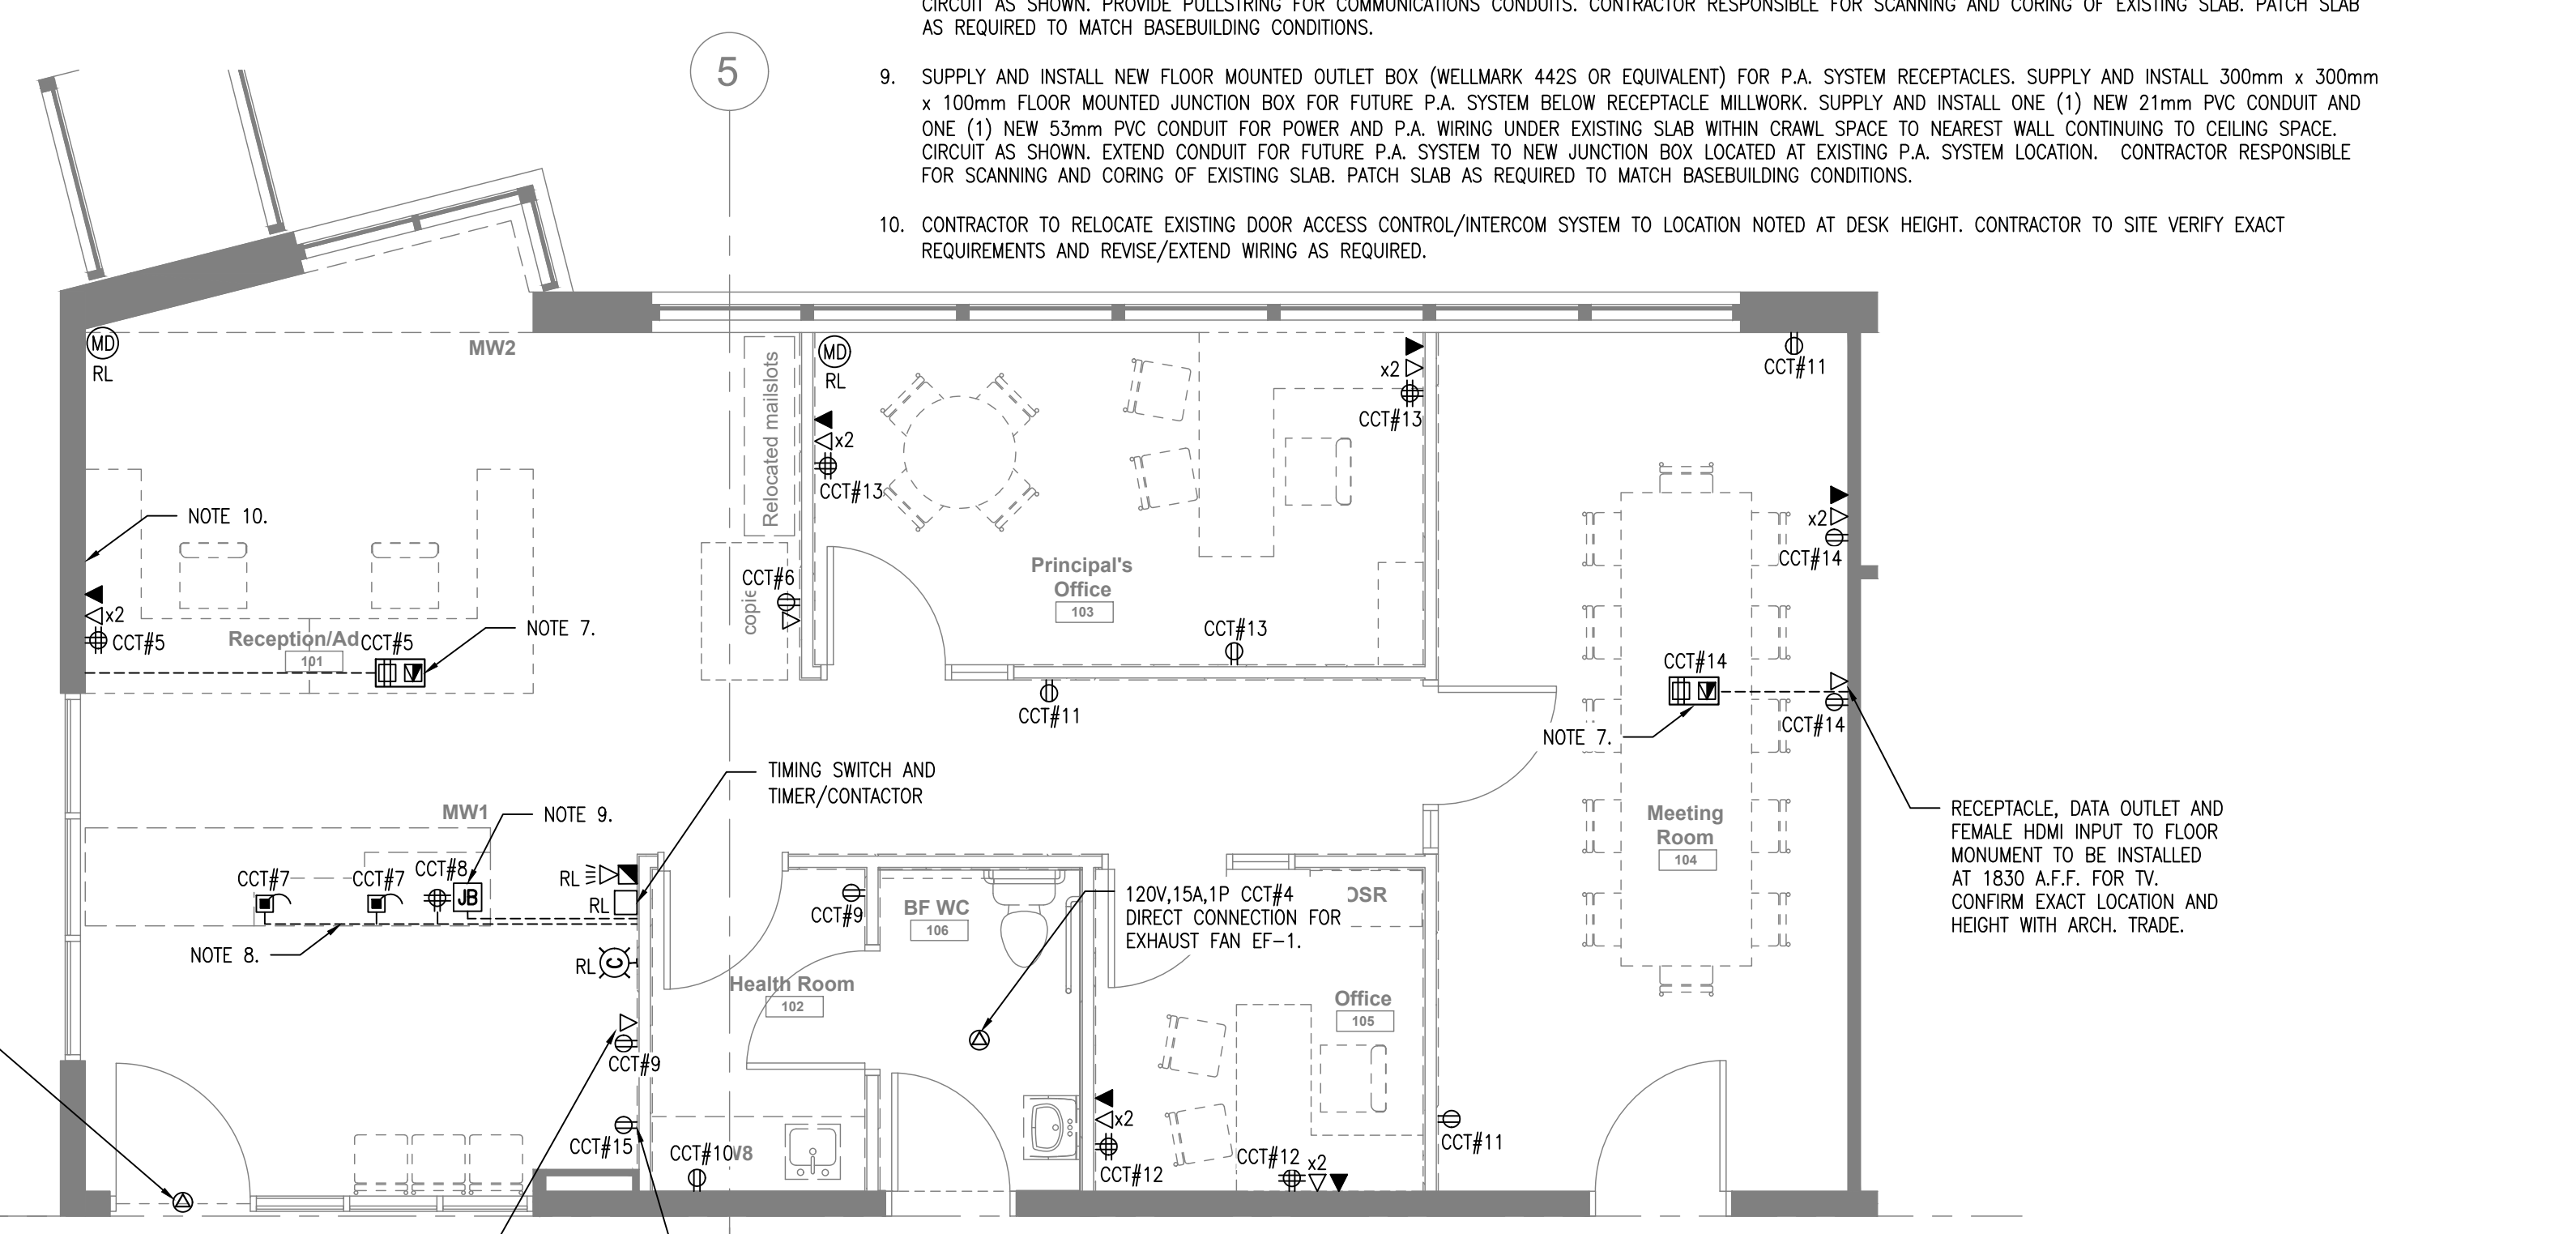 CIRCUIT AS SHOWN. PROVIDE PULLSTRING FOR COMMUNICATIONS CONDUITS. CONTRACTOR RESPONSIBLE FOR SCANNING AND CORING OF EXISTING SLAB. PATCH SLAB
AS REQUIRED TO MATCH BASEBUILDING CONDITIONS.
9. SUPPLY AND INSTALL NEW FLOOR MOUNTED OUTLET BOX (WELLMARK 442S OR EQUIVALENT) FOR P.A. SYSTEM RECEPTACLES. SUPPLY AND INSTALL 300mm x 300mm
x 100mm FLOOR MOUNTED JUNCTION BOX FOR FUTURE P.A. SYSTEM BELOW RECEPTACLE MILLWORK. SUPPLY AND INSTALL ONE (1) NEW 21mm PVC CONDUIT AND
ONE (1) NEW 53mm PVC CONDUIT FOR POWER AND P.A. WIRING UNDER EXISTING SLAB WITHIN CRAWL SPACE TO NEAREST WALL CONTINUING TO CEILING SPACE.
CIRCUIT AS SHOWN. EXTEND CONDUIT FOR FUTURE P.A. SYSTEM TO NEW JUNCTION BOX LOCATED AT EXISTING P.A. SYSTEM LOCATION. CONTRACTOR RESPONSIBLE
FOR SCANNING AND CORING OF EXISTING SLAB. PATCH SLAB AS REQUIRED TO MATCH BASEBUILDING CONDITIONS.
10. CONTRACTOR TO RELOCATE EXISTING DOOR ACCESS CONTROL/INTERCOM SYSTEM TO LOCATION NOTED AT DESK HEIGHT. CONTRACTOR TO SITE VERIFY EXACT
REQUIREMENTS AND REVISE/EXTEND WIRING AS REQUIRED.
5
MD
RL
MW2
Relocated mailslots
MD
RL
x2
CCT#13
x2
CCT#13
CCT#11
NOTE 10.
x2
CCT#5
Reception/Ad
101
CCT#5
NOTE 7.
CCT#6
copie
Principal's
Office
103
CCT#13
CCT#11
x2
CCT#14
CCT#14
NOTE 7.
CCT#14
TIMING SWITCH AND
TIMER/CONTACTOR
MW1
NOTE 9.
CCT#7
CCT#7
CCT#8
JB
NOTE 8.
RL
RL
RL
C
CCT#9
CCT#15
CCT#9
BF WC
106
Health Room
102
CCT#10
W8
120V,15A,1P CCT#4
DIRECT CONNECTION FOR
EXHAUST FAN EF-1.
OSR
Office
105
x2
CCT#12
CCT#12
x2
CCT#11
Meeting
Room
104
RECEPTACLE, DATA OUTLET AND
FEMALE HDMI INPUT TO FLOOR
MONUMENT TO BE INSTALLED
AT 1830 A.F.F. FOR TV.
CONFIRM EXACT LOCATION AND
HEIGHT WITH ARCH. TRADE.